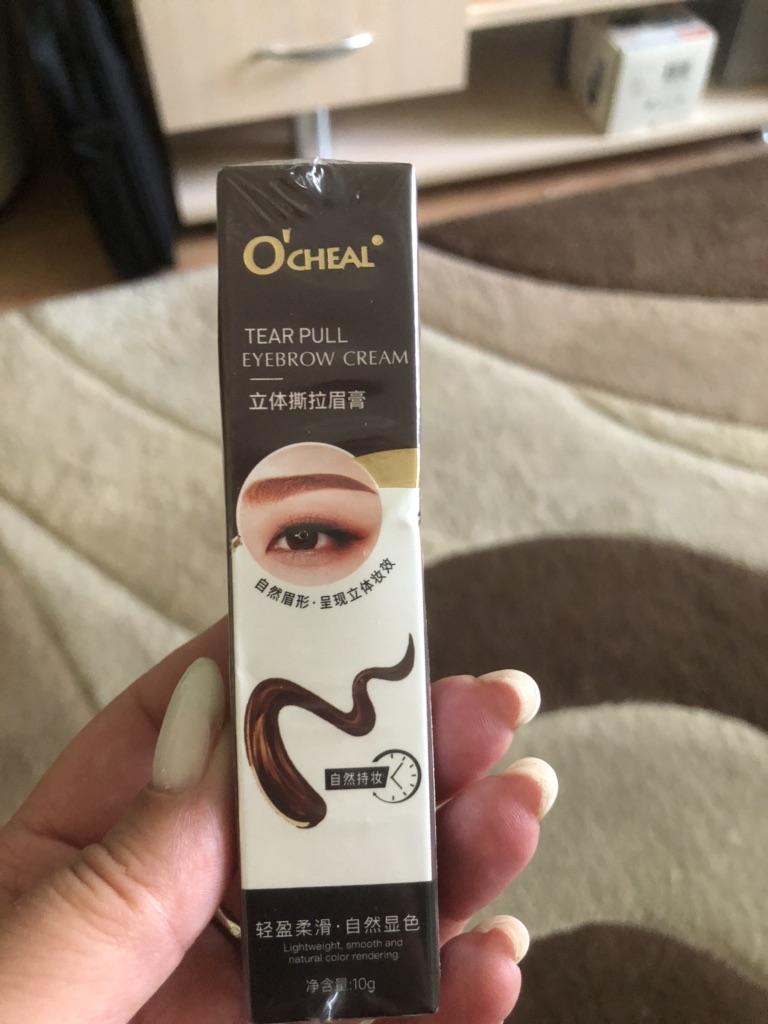 O'CHEAL
TEAR PULL
EYEBROW CREAM
立体撕拉眉膏
自然眉形·呈现立体妆效
自然持妆
轻盈柔滑·自然显色
Lightweight, smooth and
natural color rendering
净含量:10g